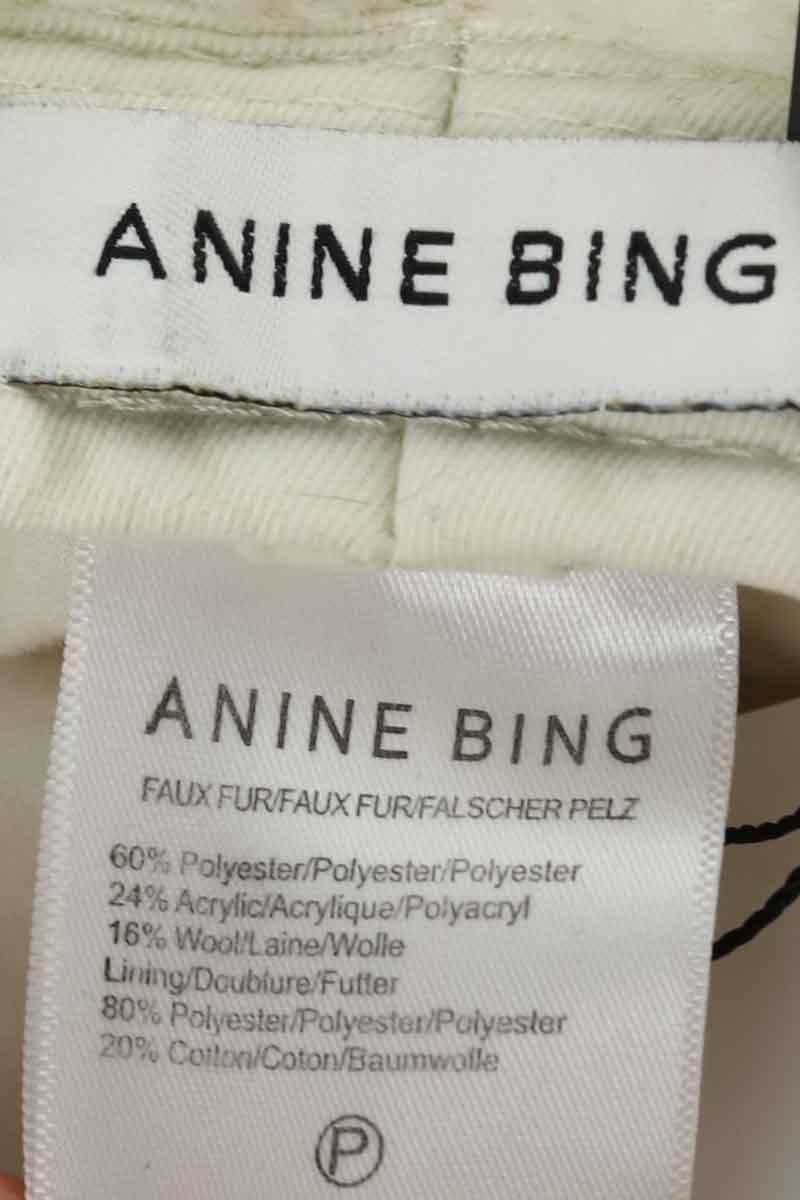 ANINE BING
ANINE BING
FAUX FUR/FAUX FUR/FALSCHER PELZ
60% Polyester/Polyester/Polyester
24% Acrylic/Acrylique/Polyacryl
16% Wool/Laine/Wolle
Lining/Doublure/Futter
80% Polyester/Polyester/Polyester
20% Cotton/Coton/Baumwolle
P